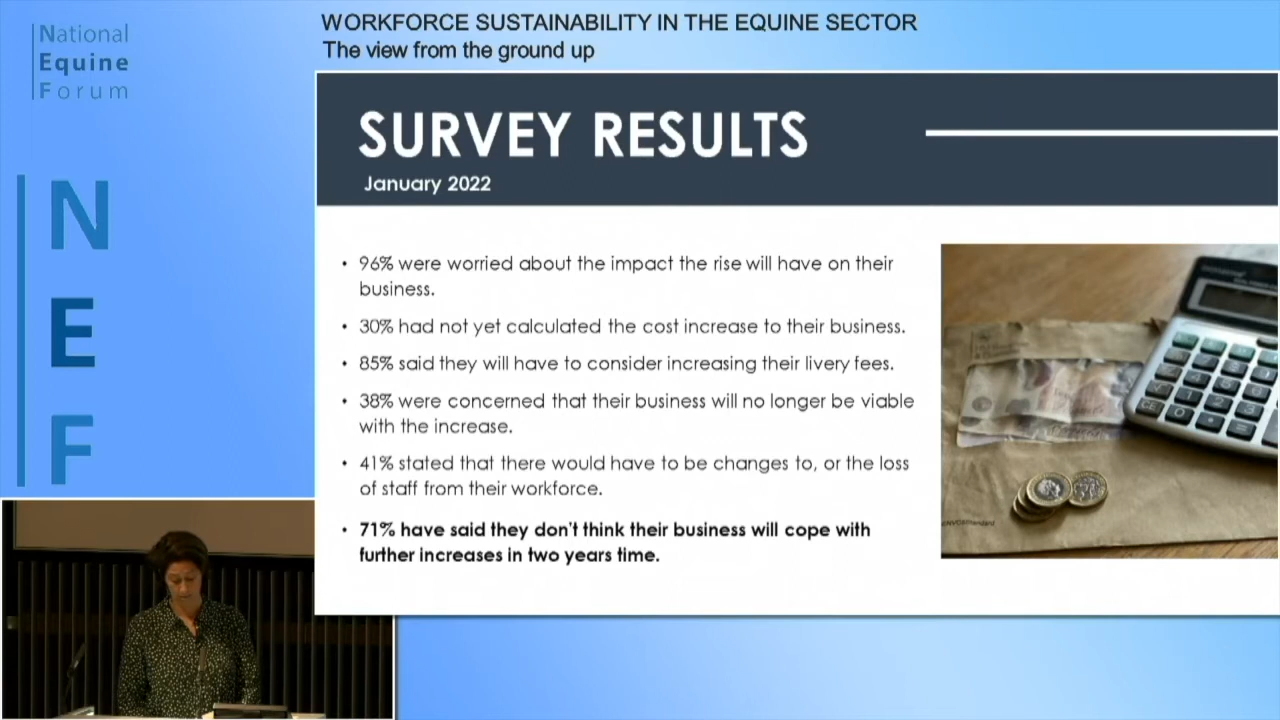 National
Equine
Forum
N
E
F
WORKFORCE SUSTAINABILITY IN THE EQUINE SECTOR
The view from the ground up
SURVEY RESULTS
January 2022
• 96% were worried about the impact the rise will have on their
business.
• 30% had not yet calculated the cost increase to their business.
• 85% said they will have to consider increasing their livery fees.
• 38% were concerned that their business will no longer be viable
with the increase.
• 41% stated that there would have to be changes to, or the loss
of staff from their workforce.
• 71% have said they don't think their business will cope with
further increases in two years time.